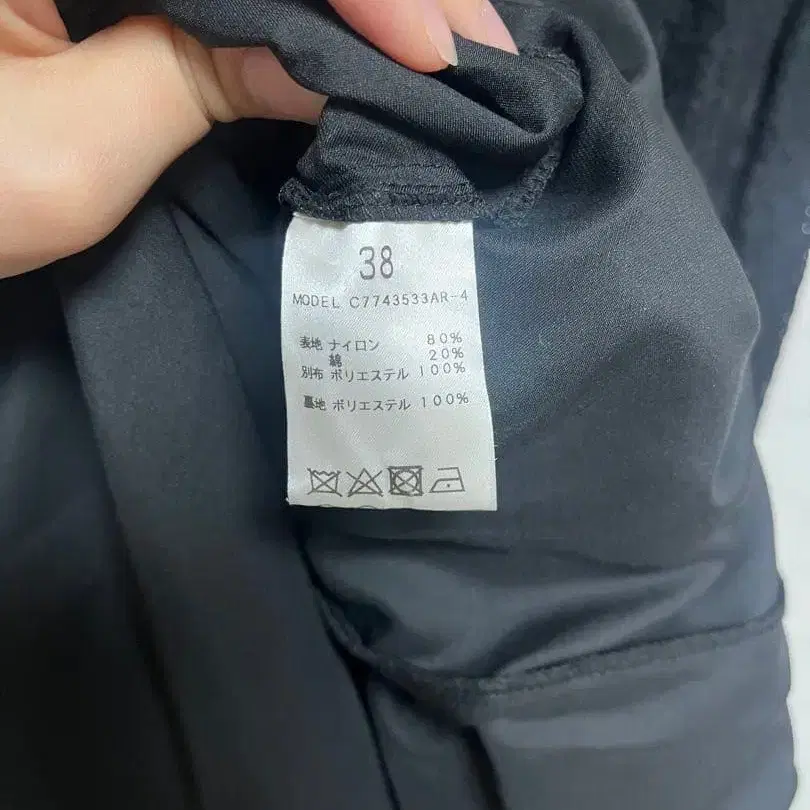 38
MODEL C7743533AR-4
表地 ナイロン 80%
綿 20%
別布 ポリエステル 100%
裏地 ポリエステル 100%